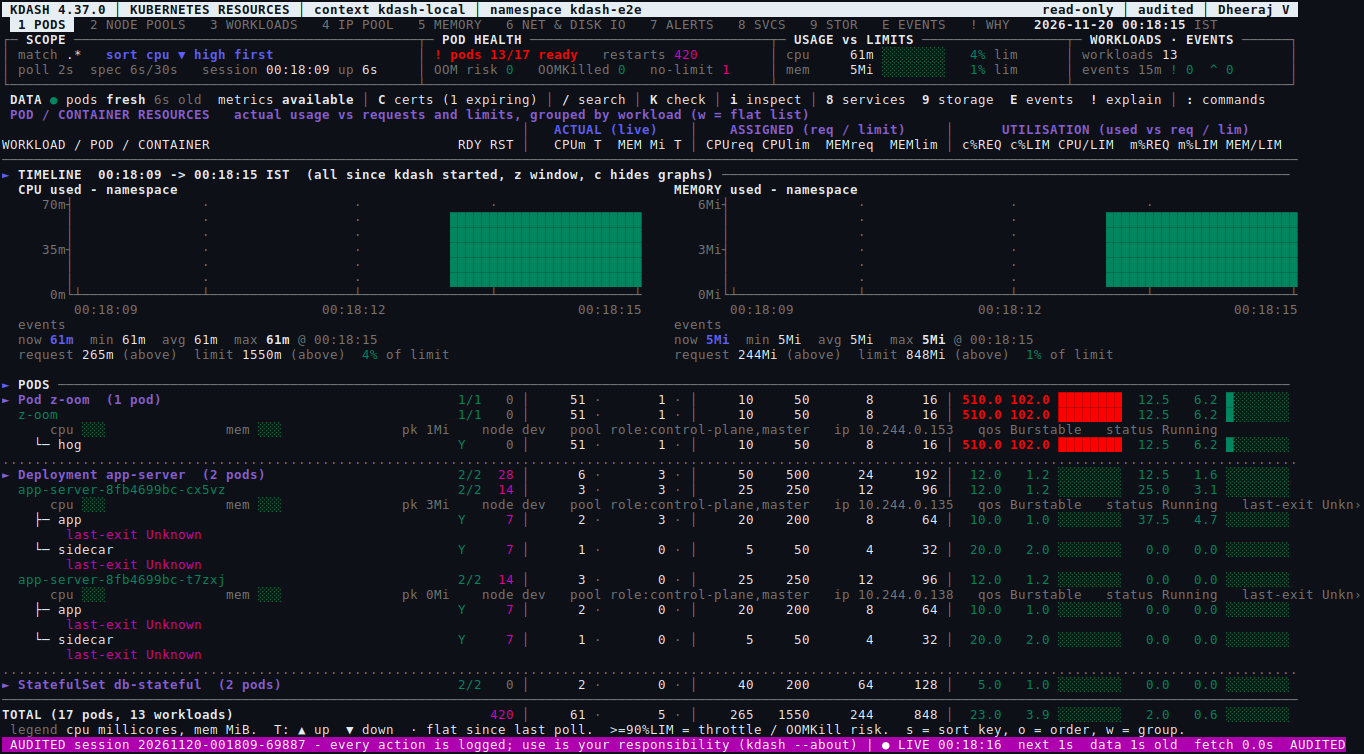 KDASH 4.37.0 │ KUBERNETES RESOURCES │ context kdash-local │ namespace kdash-e2e read-only │ audited │ Dheeraj V
1 PODS 2 NODE POOLS 3 WORKLOADS 4 IP POOL 5 MEMORY 6 NET & DISK IO 7 ALERTS 8 SVCS 9 STOR E EVENTS ! WHY 2026-11-20 00:18:15 IST
SCOPE POD HEALTH USAGE vs LIMITS WORKLOADS · EVENTS
match .* sort cpu ▼ high first │ ! pods 13/17 ready restarts 420 │ cpu 61m 4% lim │ workloads 13
poll 2s spec 6s/30s session 00:18:09 up 6s │ OOM risk 0 OOMKilled 0 no-limit 1 │ mem 5Mi 1% lim │ events 15m ! 0 ^ 0
DATA ● pods fresh 6s old metrics available │ C certs (1 expiring) │ / search │ K check │ i inspect │ 8 services 9 storage E events ! explain │ : commands
POD / CONTAINER RESOURCES actual usage vs requests and limits, grouped by workload (w = flat list)
│ ACTUAL (live) │ ASSIGNED (req / limit) │ UTILISATION (used vs req / lim)
WORKLOAD / POD / CONTAINER RDY RST │ CPUm T MEM Mi T │ CPUreq CPUlim MEMreq MEMlim │ c%REQ c%LIM CPU/LIM m%REQ m%LIM MEM/LIM
► TIMELINE 00:18:09 -> 00:18:15 IST (all since kdash started, z window, c hides graphs)
CPU used - namespace MEMORY used - namespace
70m 6Mi
35m 3Mi
0m 0Mi
00:18:09 00:18:12 00:18:15 00:18:09 00:18:12 00:18:15
events events
now 61m min 61m avg 61m max 61m @ 00:18:15 now 5Mi min 5Mi avg 5Mi max 5Mi @ 00:18:15
request 265m (above) limit 1550m (above) 4% of limit request 244Mi (above) limit 848Mi (above) 1% of limit
► PODS
► Pod z-oom (1 pod) 1/1 0 │ 51 · 1 · │ 10 50 8 16 │ 510.0 102.0 12.5 6.2
z-oom 1/1 0 │ 51 · 1 · │ 10 50 8 16 │ 510.0 102.0 12.5 6.2
cpu mem pk 1Mi node dev pool role:control-plane,master ip 10.244.0.153 qos Burstable status Running
└─ hog Y 0 │ 51 · 1 · │ 10 50 8 16 │ 510.0 102.0 12.5 6.2
► Deployment app-server (2 pods) 2/2 28 │ 6 · 3 · │ 50 500 24 192 │ 12.0 1.2 12.5 1.6
app-server-8fb4699bc-cx5vz 2/2 14 │ 3 · 3 · │ 25 250 12 96 │ 12.0 1.2 25.0 3.1
cpu mem pk 3Mi node dev pool role:control-plane,master ip 10.244.0.135 qos Burstable status Running last-exit Unkn›
├─ app Y 7 │ 2 · 3 · │ 20 200 8 64 │ 10.0 1.0 37.5 4.7
last-exit Unknown
└─ sidecar Y 7 │ 1 · 0 · │ 5 50 4 32 │ 20.0 2.0 0.0 0.0
last-exit Unknown
app-server-8fb4699bc-t7zxj 2/2 14 │ 3 · 0 · │ 25 250 12 96 │ 12.0 1.2 0.0 0.0
cpu mem pk 0Mi node dev pool role:control-plane,master ip 10.244.0.138 qos Burstable status Running last-exit Unkn›
├─ app Y 7 │ 2 · 0 · │ 20 200 8 64 │ 10.0 1.0 0.0 0.0
last-exit Unknown
└─ sidecar Y 7 │ 1 · 0 · │ 5 50 4 32 │ 20.0 2.0 0.0 0.0
last-exit Unknown
► StatefulSet db-stateful (2 pods) 2/2 0 │ 2 · 0 · │ 40 200 64 128 │ 5.0 1.0 0.0 0.0
TOTAL (17 pods, 13 workloads) 420 │ 61 · 5 · │ 265 1550 244 848 │ 23.0 3.9 2.0 0.6
legend cpu millicores, mem MiB. T: ▲ up ▼ down · flat since last poll. >=90%LIM = throttle / OOMKill risk. s = sort key, o = order, w = group.
AUDITED session 20261120-001809-69887 - every action is logged; use is your responsibility (kdash --about) | ● LIVE 00:18:16 next 1s data 1s old fetch 0.0s AUDITED